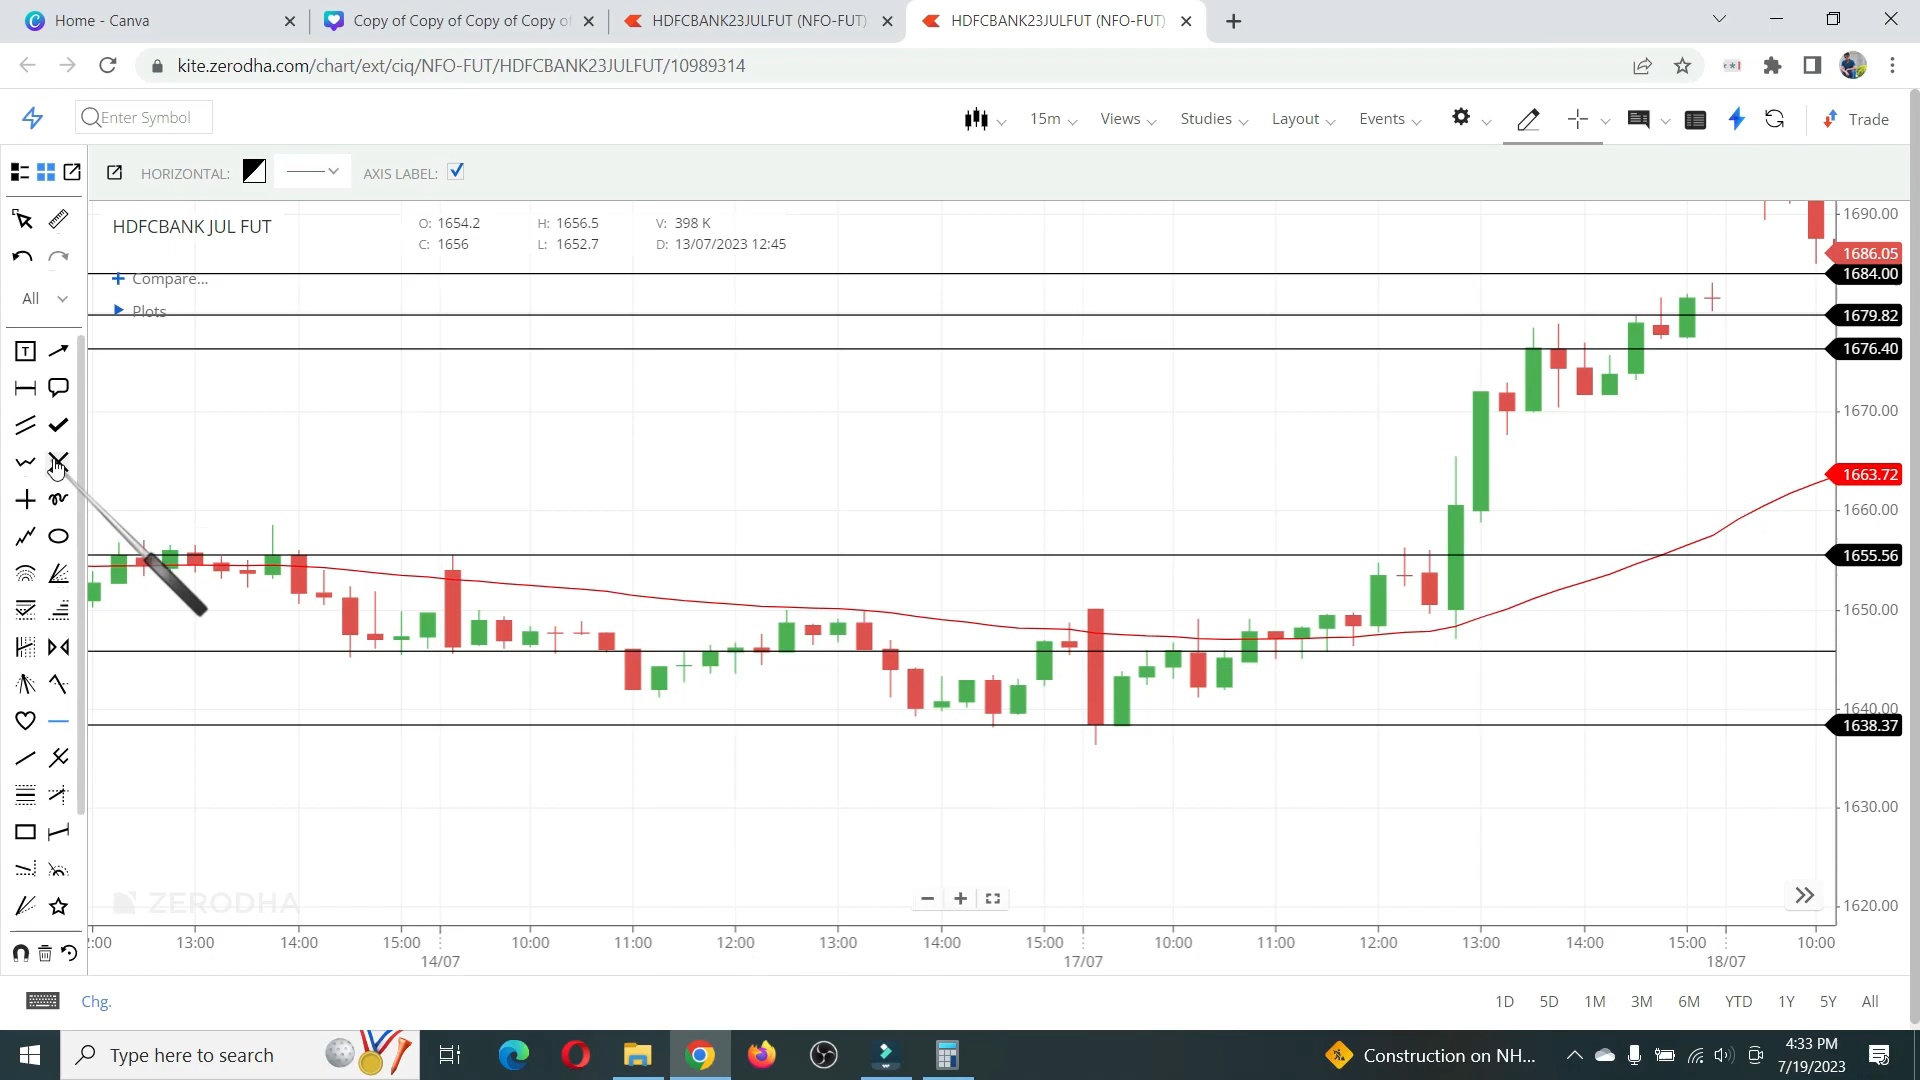 Home - Canva
Copy of Copy of Copy of Copy of
HDFCBANK23JULFUT (NFO-FUT)
HDFCBANK23JULFUT (NFO-FUT)
kite.zerodha.com/chart/ext/ciq/NFO-FUT/HDFCBANK23JULFUT/10989314
Enter Symbol
15m
Views
Studies
Layout
Events
Trade
HORIZONTAL:
AXIS LABEL:
HDFCBANK JUL FUT
O: 1654.2 H: 1656.5 V: 398 K
C: 1656 L: 1652.7 D: 13/07/2023 12:45
Compare...
Plots
All
T
1690.00
1686.05
1684.00
1679.82
1676.40
1670.00
1663.72
1660.00
1655.56
1650.00
1640.00
1638.37
1630.00
1620.00
ZERODHA
:00 13:00 14:00 15:00 10:00 11:00 12:00 13:00 14:00 15:00 10:00 11:00 12:00 13:00 14:00 15:00 10:00
14/07 17/07 18/07
Chg.
1D 5D 1M 3M 6M YTD 1Y 5Y All
Type here to search
Construction on NH...
4:33 PM
7/19/2023